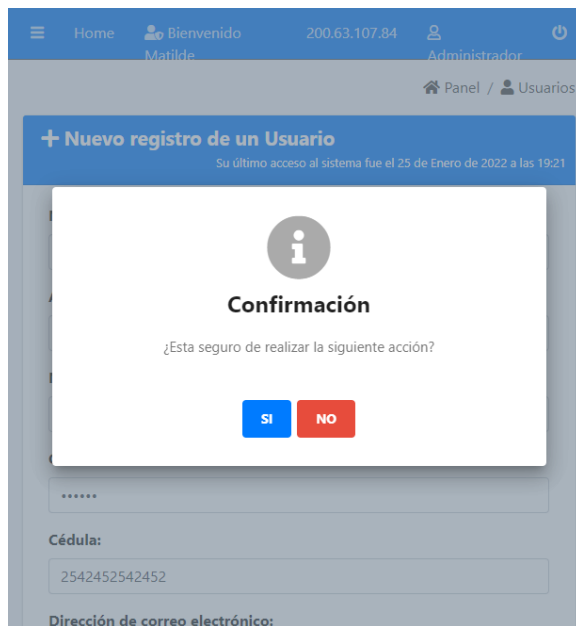 Home
Bienvenido Matilde
200.63.107.84
Administrador
Panel / Usuarios
Nuevo registro de un Usuario
Su último acceso al sistema fue el 25 de Enero de 2022 a las 19:21
Confirmación
¿Esta seguro de realizar la siguiente acción?
SI
NO
••••••
Cédula:
2542452542452
Dirección de correo electrónico: